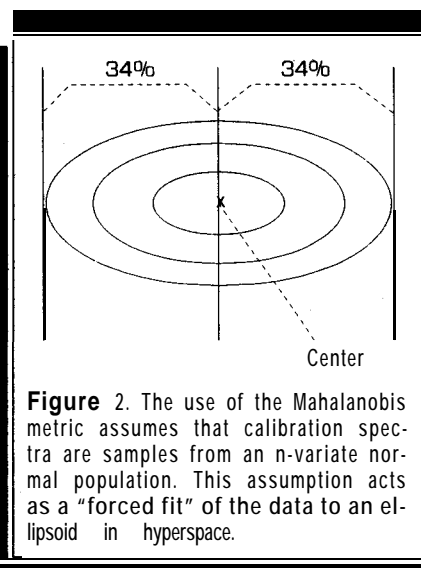 34% 34%
x
Center
Figure 2. The use of the Mahalanobis
metric assumes that calibration spec-
tra are samples from an n-variate nor-
mal population. This assumption acts
as a "forced fit" of the data to an el-
lipsoid in hyperspace.